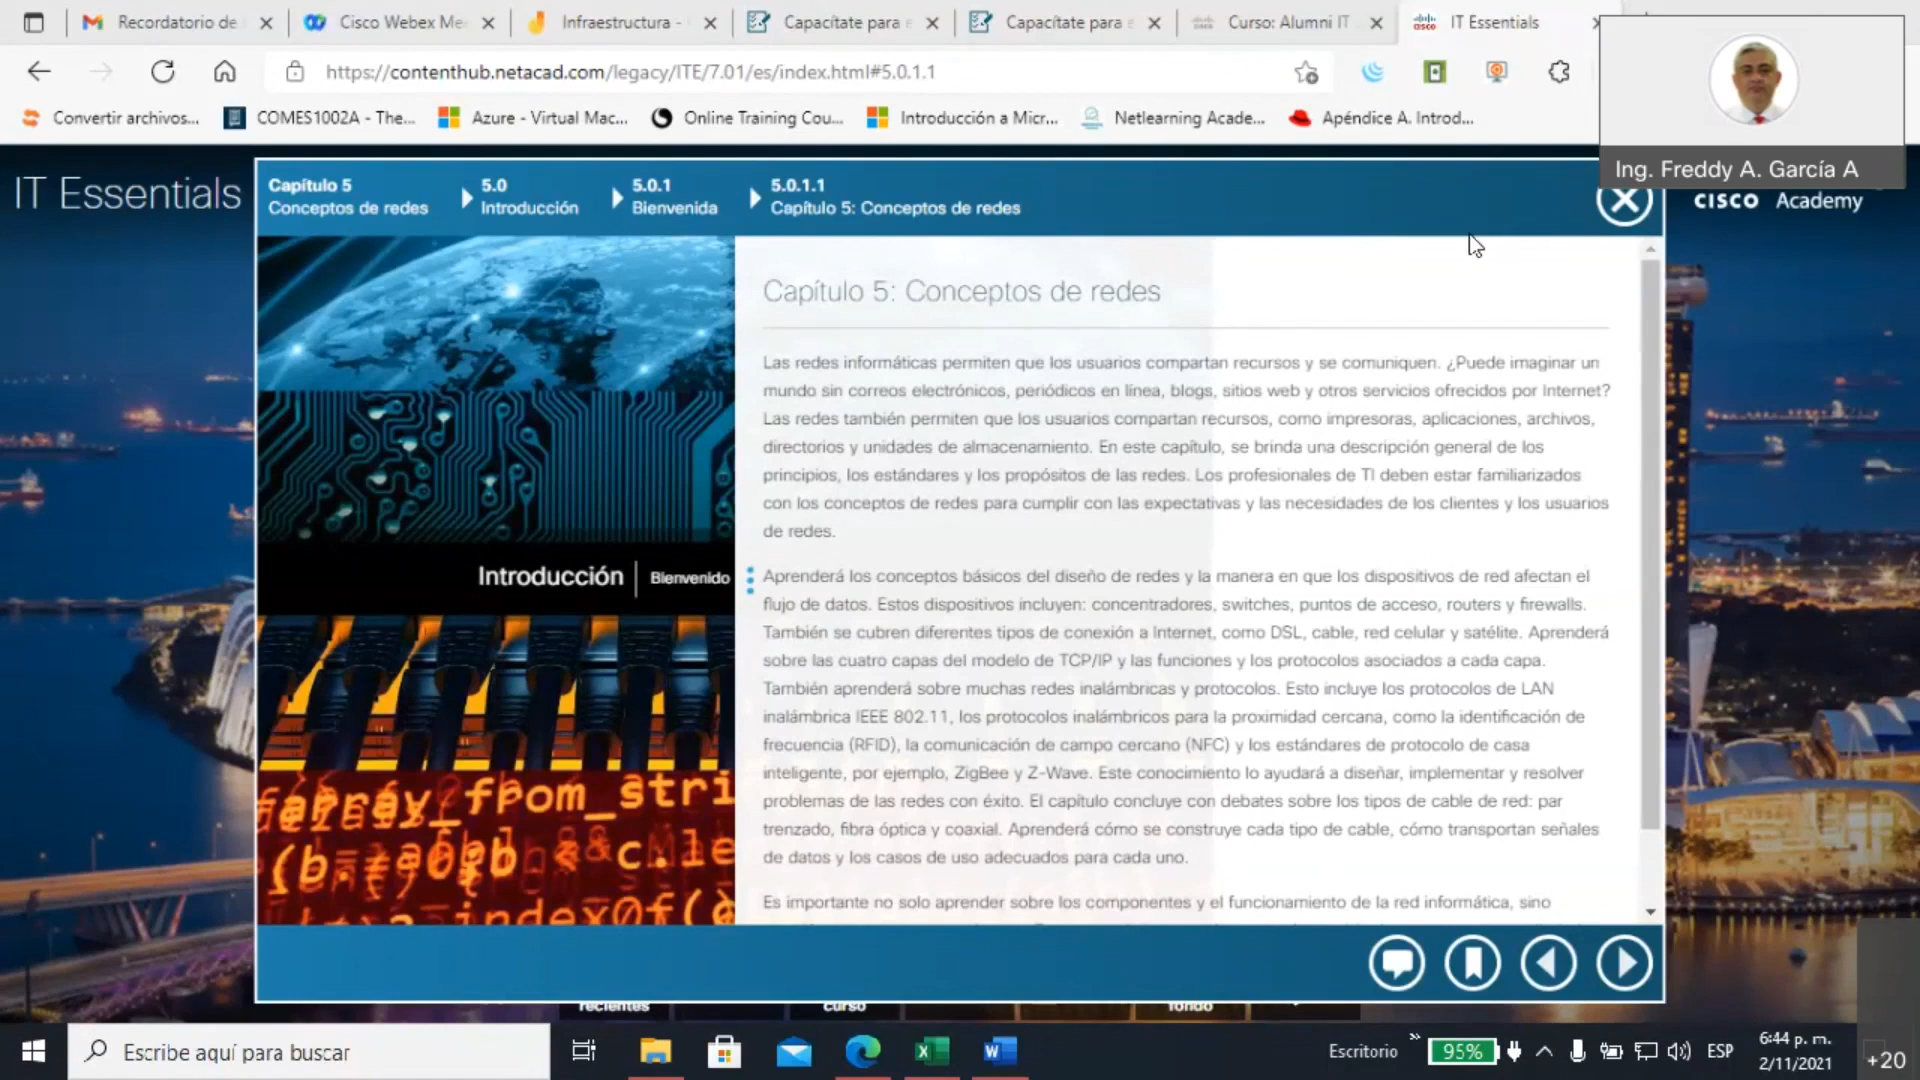 Recordatorio de
Cisco Webex Me
Infraestructura -
Capacítate para e
Capacítate para e
Curso: Alumni IT
IT Essentials
https://contenthub.netacad.com/legacy/ITE/7.01/es/index.html#5.0.1.1
Convertir archivos...
COMES1002A - The...
Azure - Virtual Mac...
Online Training Cou...
Introducción a Micr...
Netlearning Acade...
Apéndice A. Introd...
Ing. Freddy A. García A
IT Essentials
Capítulo 5
Conceptos de redes
5.0
Introducción
5.0.1
Bienvenida
5.0.1.1
Capítulo 5: Conceptos de redes
CISCO Academy
Capítulo 5: Conceptos de redes
Las redes informáticas permiten que los usuarios compartan recursos y se comuniquen. ¿Puede imaginar un
mundo sin correos electrónicos, periódicos en línea, blogs, sitios web y otros servicios ofrecidos por Internet?
Las redes también permiten que los usuarios compartan recursos, como impresoras, aplicaciones, archivos,
directorios y unidades de almacenamiento. En este capítulo, se brinda una descripción general de los
principios, los estándares y los propósitos de las redes. Los profesionales de TI deben estar familiarizados
con los conceptos de redes para cumplir con las expectativas y las necesidades de los clientes y los usuarios
de redes.
Introducción
Bienvenido
Aprenderá los conceptos básicos del diseño de redes y la manera en que los dispositivos de red afectan el
flujo de datos. Estos dispositivos incluyen: concentradores, switches, puntos de acceso, routers y firewalls.
También se cubren diferentes tipos de conexión a Internet, como DSL, cable, red celular y satélite. Aprenderá
sobre las cuatro capas del modelo de TCP/IP y las funciones y los protocolos asociados a cada capa.
También aprenderá sobre muchas redes inalámbricas y protocolos. Esto incluye los protocolos de LAN
inalámbrica IEEE 802.11, los protocolos inalámbricos para la proximidad cercana, como la identificación de
frecuencia (RFID), la comunicación de campo cercano (NFC) y los estándares de protocolo de casa
inteligente, por ejemplo, ZigBee y Z-Wave. Este conocimiento lo ayudará a diseñar, implementar y resolver
problemas de las redes con éxito. El capítulo concluye con debates sobre los tipos de cable de red: par
trenzado, fibra óptica y coaxial. Aprenderá cómo se construye cada tipo de cable, cómo transportan señales
de datos y los casos de uso adecuados para cada uno.
Es importante no solo aprender sobre los componentes y el funcionamiento de la red informática, sino
array_from_stri
indexOf(
recientes
curso
fondo
Escribe aquí para buscar
Escritorio
95%
ESP
6:44 p. m.
2/11/2021
+20